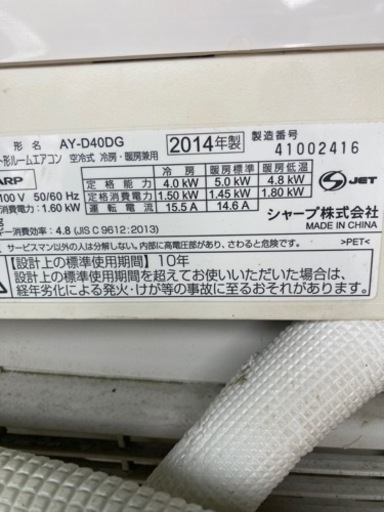 形名 AY-D40DG 2014年製 製造番号
ト形ルームエアコン 空冷式 冷房・暖房兼用 41002416
ARP 冷房 暖房標準 暖房低温
定格能力 4.0 kW 5.0 kW 4.8 kW
100 V 50/60 Hz 定格消費電力 1.50 kW 1.45 kW 1.80 kW JET
消費電力: 1.60 kW 運転電流 15.5 A 14.6 A
シャープ株式会社
ー消費効率: 4.8 (JIS C 9612:2013) MADE IN CHINA
サービスマン以外の人は分解しない。内部に高電圧部があり、さわると危険です。 >PET<
【設計上の標準使用期間】10年
設計上の標準使用期間を超えてお使いいただいた場合は、
経年劣化による発火・けが等の事故に至るおそれがあります。